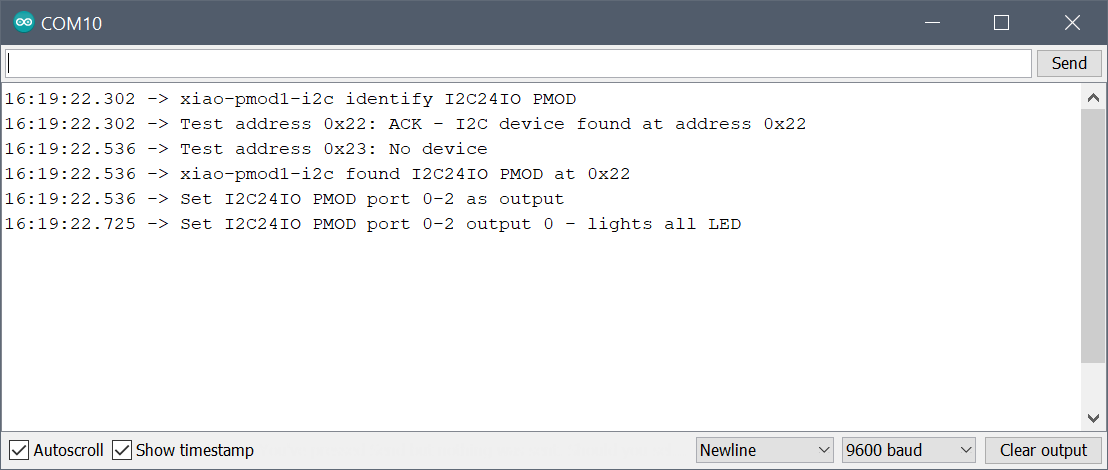 COM10
Send
16:19:22.302 -> xiao-pmod1-i2c identify I2C24IO PMOD
16:19:22.302 -> Test address 0x22: ACK - I2C device found at address 0x22
16:19:22.536 -> Test address 0x23: No device
16:19:22.536 -> xiao-pmod1-i2c found I2C24IO PMOD at 0x22
16:19:22.536 -> Set I2C24IO PMOD port 0-2 as output
16:19:22.725 -> Set I2C24IO PMOD port 0-2 output 0 - lights all LED
Autoscroll Show timestamp Newline 9600 baud Clear output